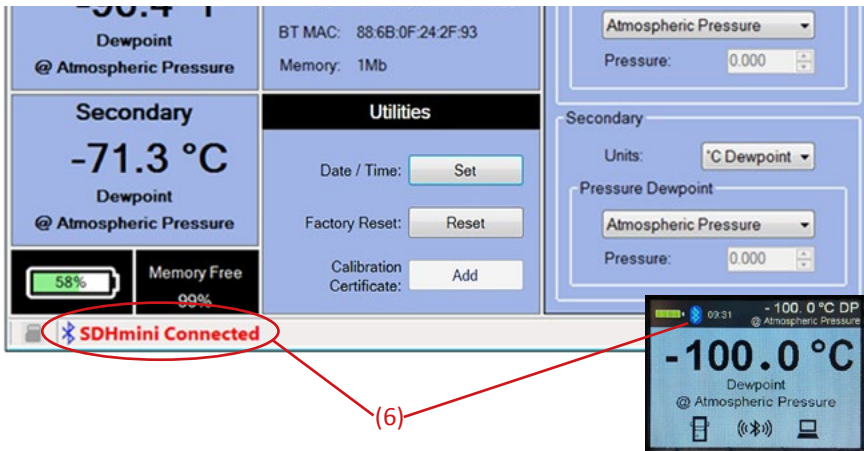 Dewpoint
@ Atmospheric Pressure
Secondary
-71.3 °C
Dewpoint
@ Atmospheric Pressure
58%
Memory Free
99%
SDHmini Connected
BT MAC: 88:6B:0F:24:2F:93
Memory: 1Mb
Utilities
Date / Time: Set
Factory Reset: Reset
Calibration
Certificate: Add
Atmospheric Pressure
Pressure: 0.000
Secondary
Units: °C Dewpoint
Pressure Dewpoint
Atmospheric Pressure
Pressure: 0.000
(6)
09:31 -100.0 °C DP
@ Atmospheric Pressure
-100.0 °C
Dewpoint
@ Atmospheric Pressure